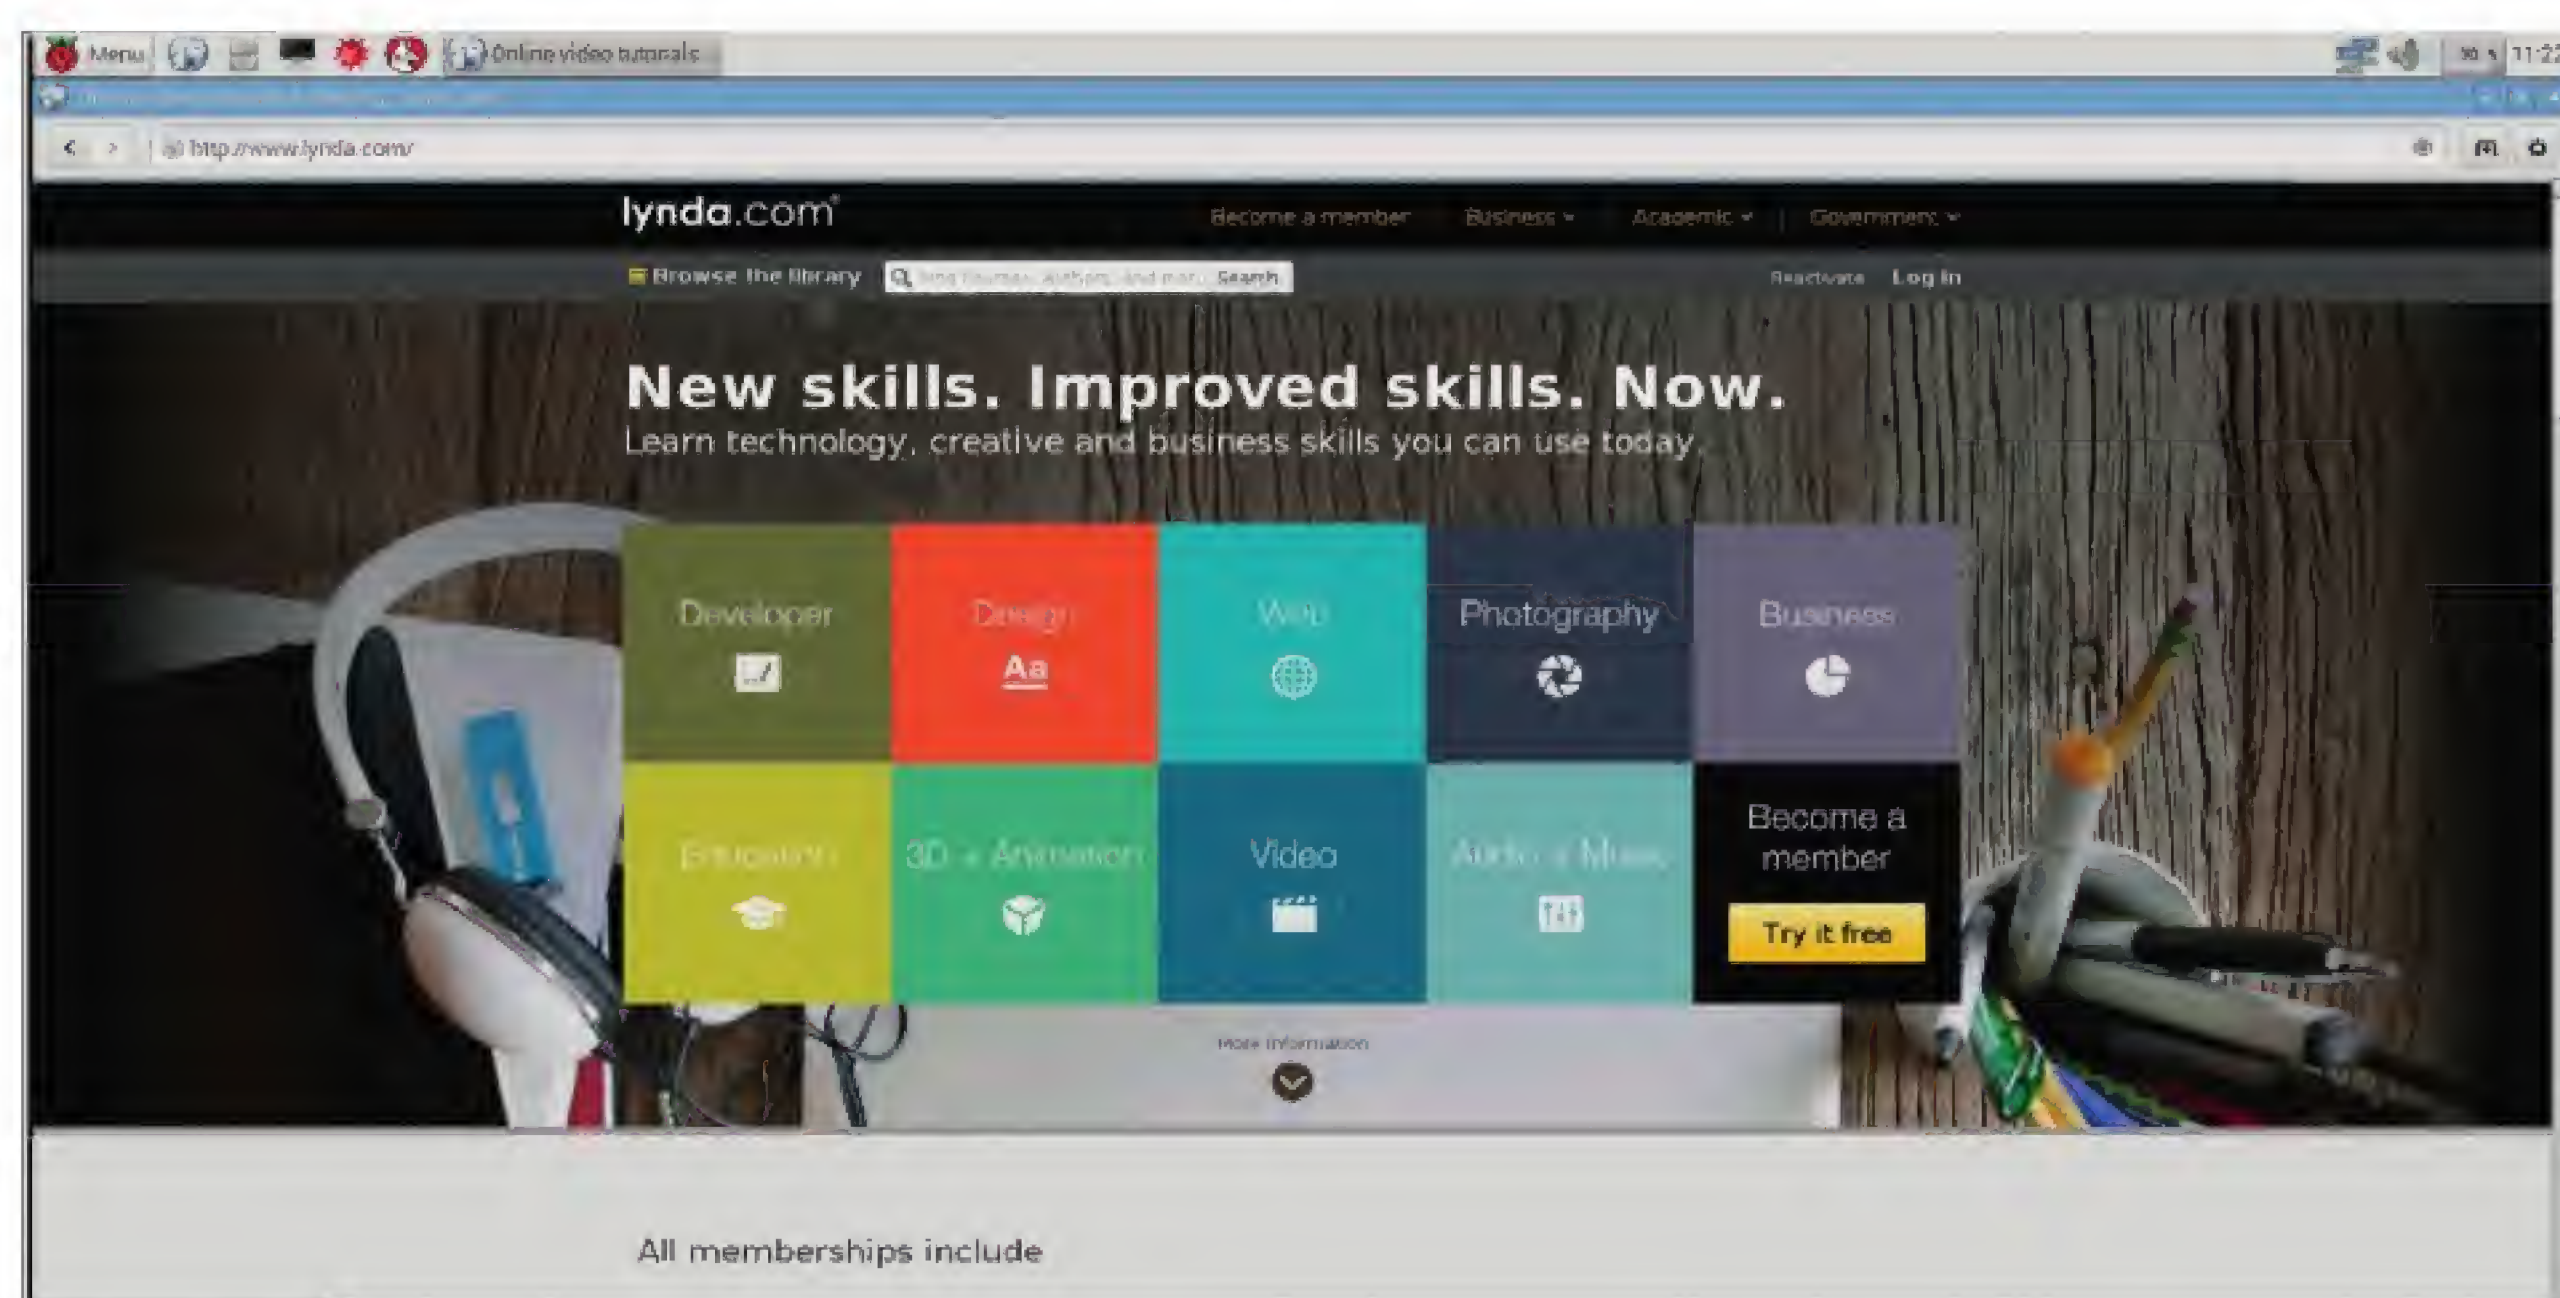 Menu
Online video tutorials
11:22
http://www.lynda.com/
lynda.com
Become a member Business Academic Government
Browse the library
Search
Reactivate Log in
New skills. Improved skills. Now.
Learn technology, creative and business skills you can use today.
Developer Design Web Photography Business
Aa
Education 3D + Animation Video Audio + Music
Become a
member
Try it free
More information
All memberships include